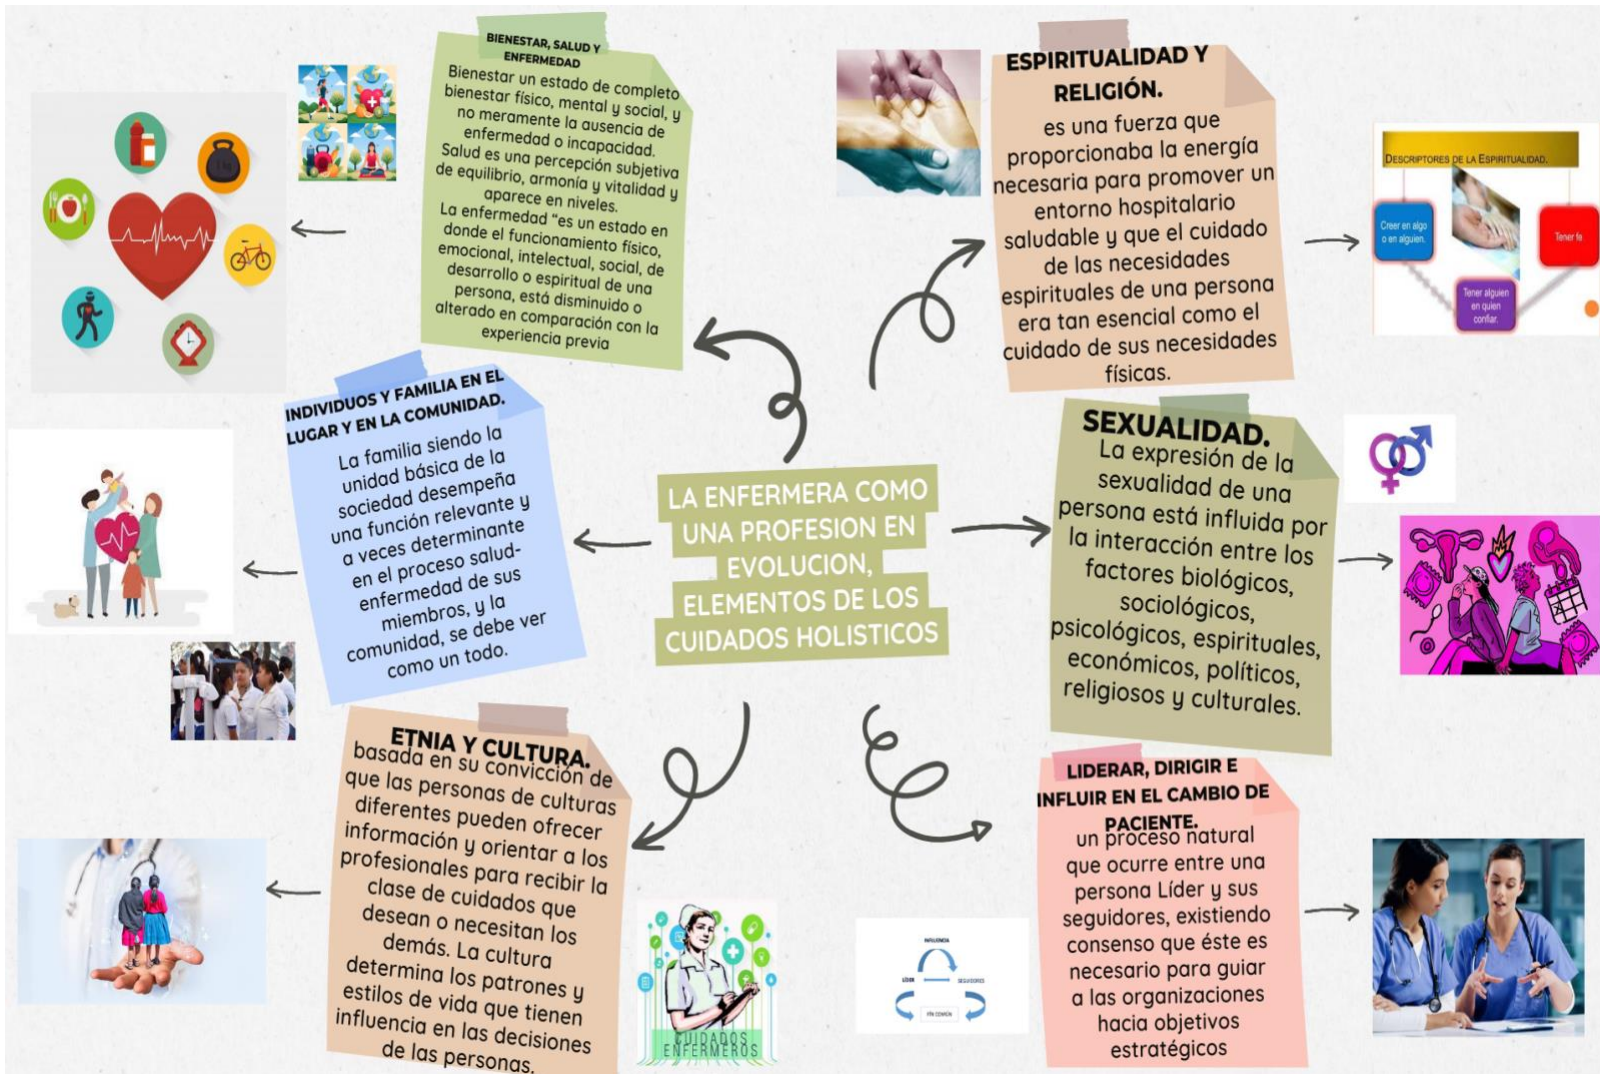 BIENESTAR, SALUD Y
ENFERMEDAD
Bienestar un estado de completo
bienestar físico, mental y social, y
no meramente la ausencia de
enfermedad o incapacidad.
Salud es una percepción subjetiva
de equilibrio, armonía y vitalidad y
aparece en niveles.
La enfermedad “es un estado en
donde el funcionamiento físico,
emocional, intelectual, social, de
desarrollo o espiritual de una
persona, está disminuido o
alterado en comparación con la
experiencia previa
INDIVIDUOS Y FAMILIA EN EL
LUGAR Y EN LA COMUNIDAD.
La familia siendo la
unidad básica de la
sociedad desempeña
una función relevante y
a veces determinante
en el proceso salud-
enfermedad de sus
miembros, y la
comunidad, se debe ver
como un todo.
ETNIA Y CULTURA.
basada en su convicción de
que las personas de culturas
diferentes pueden ofrecer
información y orientar a los
profesionales para recibir la
clase de cuidados que
desean o necesitan los
demás. La cultura
determina los patrones y
estilos de vida que tienen
influencia en las decisiones
de las personas.
CUIDADOS
ENFERMEROS
LA ENFERMERA COMO
UNA PROFESION EN
EVOLUCION,
ELEMENTOS DE LOS
CUIDADOS HOLISTICOS
ESPIRITUALIDAD Y
RELIGIÓN.
es una fuerza que
proporcionaba la energía
necesaria para promover un
entorno hospitalario
saludable y que el cuidado
de las necesidades
espirituales de una persona
era tan esencial como el
cuidado de sus necesidades
físicas.
DESCRIPTORES DE LA ESPIRITUALIDAD.
Creer en algo
o en alguien.
Tener fe
Tener alguien
en quien
confiar.
SEXUALIDAD.
La expresión de la
sexualidad de una
persona está influida por
la interacción entre los
factores biológicos,
sociológicos,
psicológicos, espirituales,
económicos, políticos,
religiosos y culturales.
LIDERAR, DIRIGIR E
INFLUIR EN EL CAMBIO DE
PACIENTE.
un proceso natural
que ocurre entre una
persona Líder y sus
seguidores, existiendo
consenso que éste es
necesario para guiar
a las organizaciones
hacia objetivos
estratégicos
INFLUENCIA
LÍDER
SEGUIDORES
FIN COMÚN